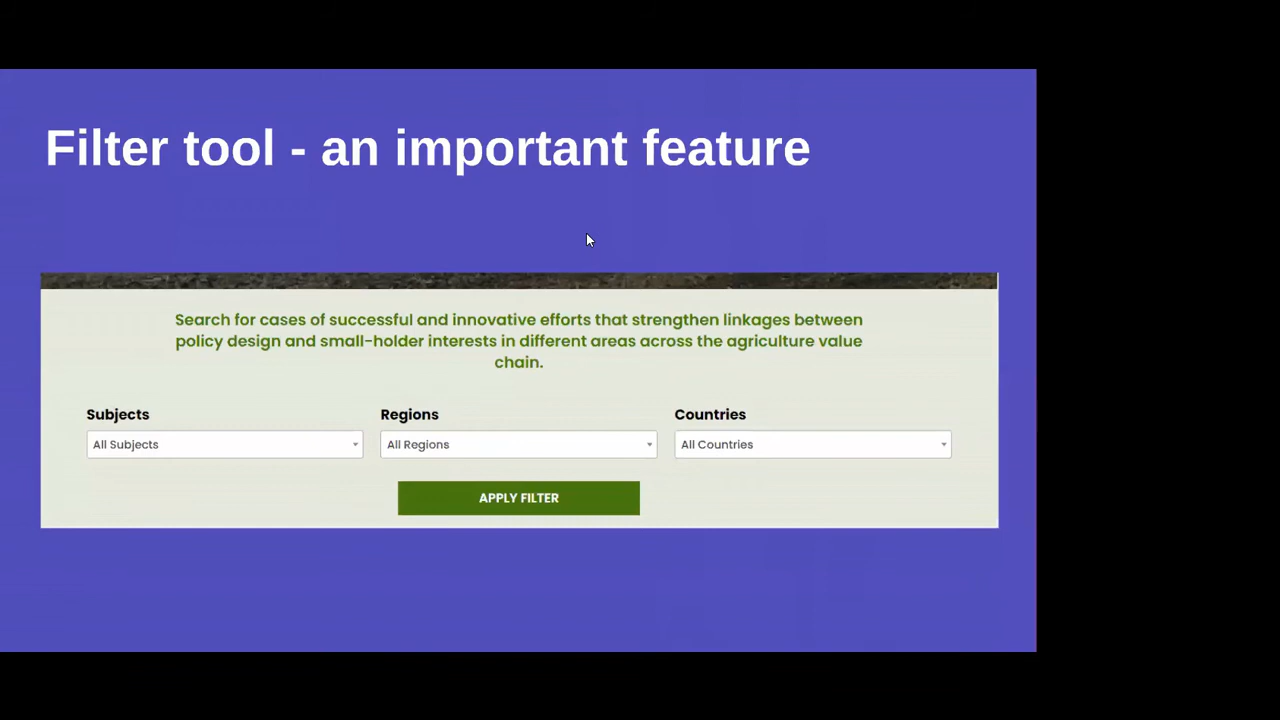 Filter tool - an important feature
Search for cases of successful and innovative efforts that strengthen linkages between
policy design and small-holder interests in different areas across the agriculture value
chain.
Subjects
Regions
Countries
All Subjects
All Regions
All Countries
APPLY FILTER